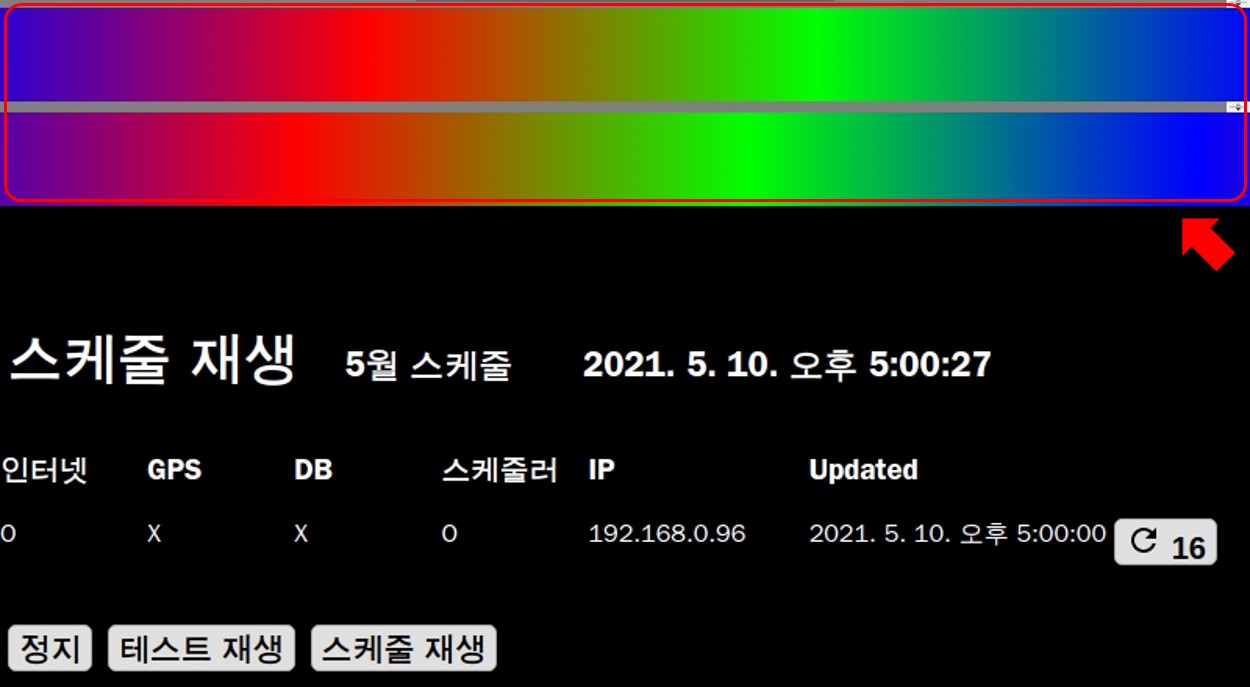 스케줄 재생 5월 스케줄 2021. 5. 10. 오후 5:00:27
인터넷 GPS DB 스케줄러 IP Updated
O X X O 192.168.0.96 2021. 5. 10. 오후 5:00:00 16
정지 테스트 재생 스케줄 재생